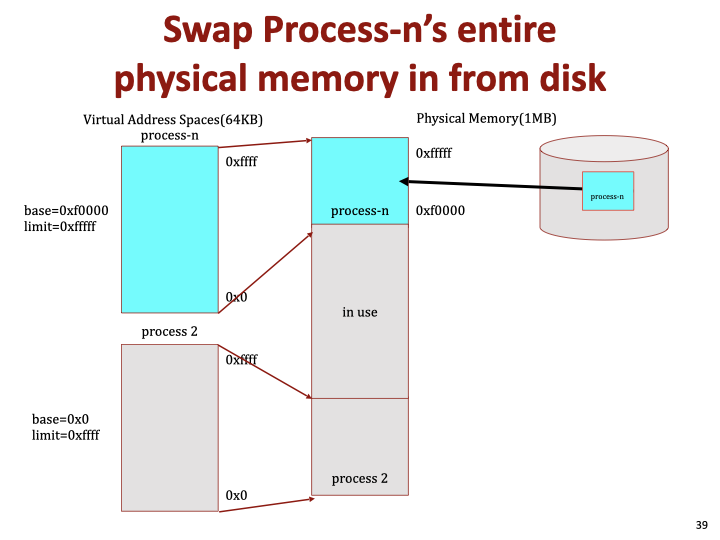 Swap Process-n’s entire
physical memory in from disk
Virtual Address Spaces(64KB)
process-n
0xffff
base=0xf0000
limit=0xfffff
0x0
process 2
0xffff
base=0x0
limit=0xffff
0x0
Physical Memory(1MB)
0xfffff
process-n
0xf0000
in use
process 2
process-n
39